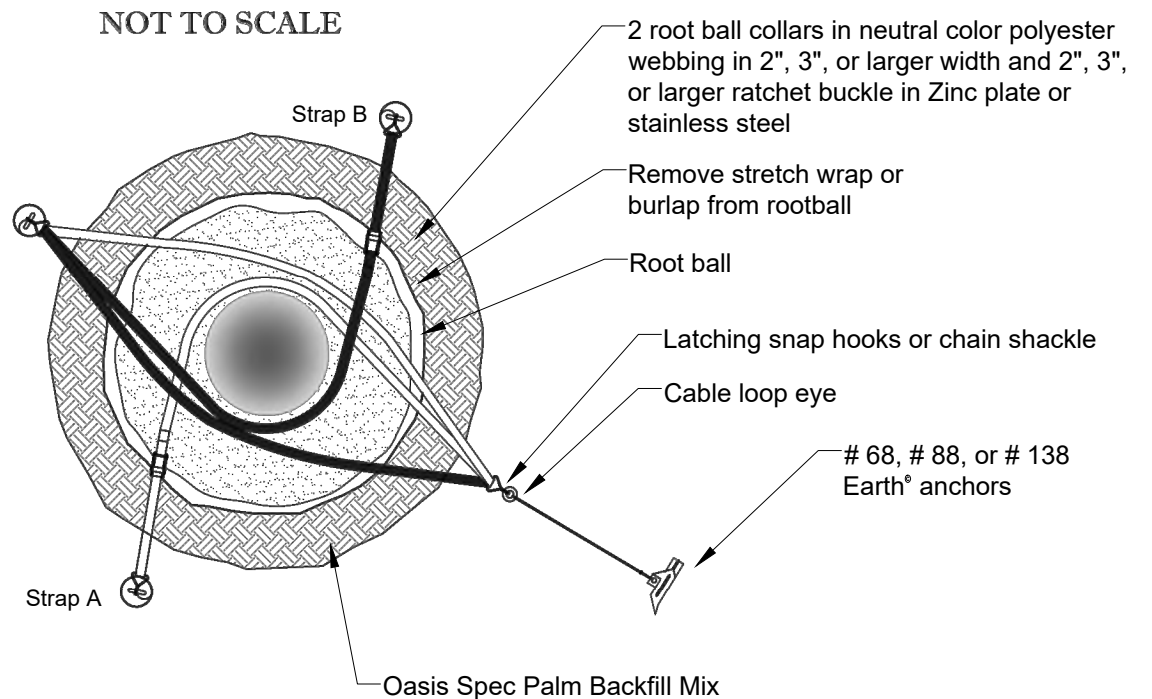 NOT TO SCALE
2 root ball collars in neutral color polyester
webbing in 2", 3", or larger width and 2", 3",
or larger ratchet buckle in Zinc plate or
stainless steel
Strap B
Remove stretch wrap or
burlap from rootball
Root ball
Latching snap hooks or chain shackle
Cable loop eye
# 68, # 88, or # 138
Earth® anchors
Strap A
Oasis Spec Palm Backfill Mix